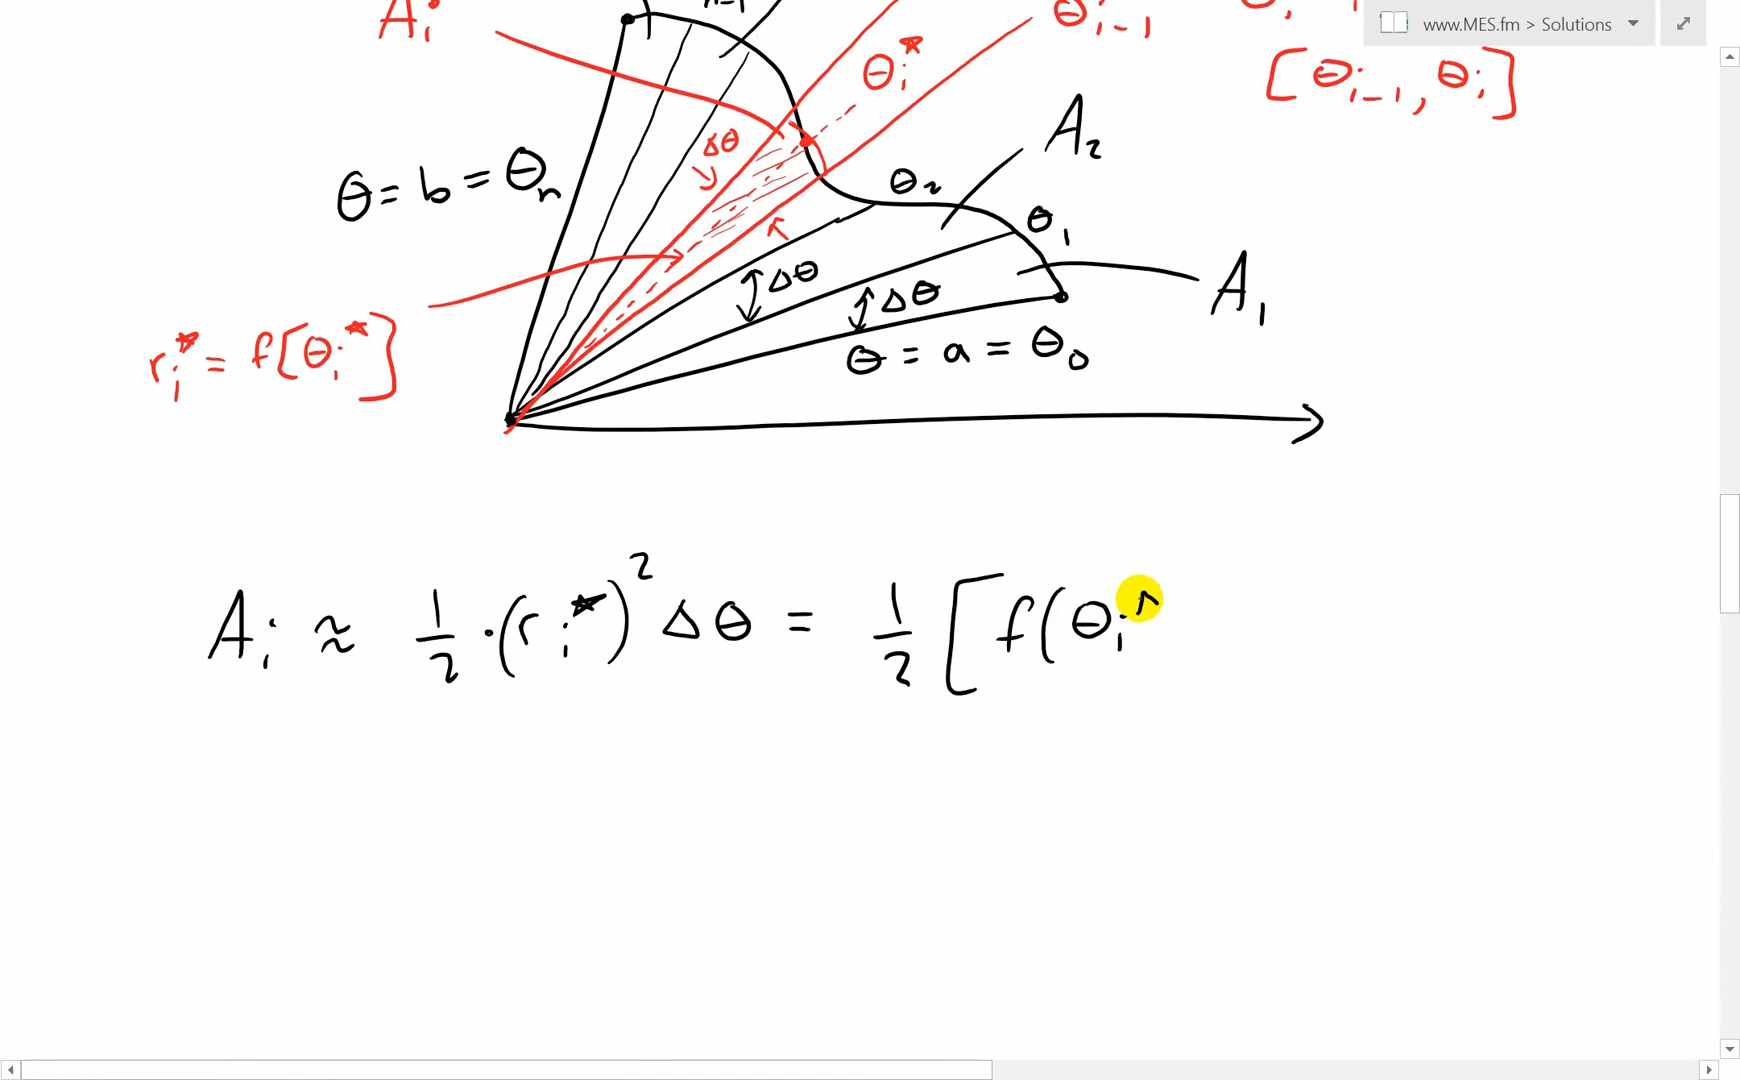 A_i
n-1
θ_{i-1}
www.MES.fm > Solutions
θ_i^*
[θ_{i-1}, θ_i]
Δθ
A_2
θ = b = θ_n
θ_2
θ_1
Δθ
Δθ
A_1
r_i^* = f[θ_i^*]
θ = a = θ_0
A_i ≈ 1/2 · (r_i^*)^2 Δθ = 1/2 [f(θ_i